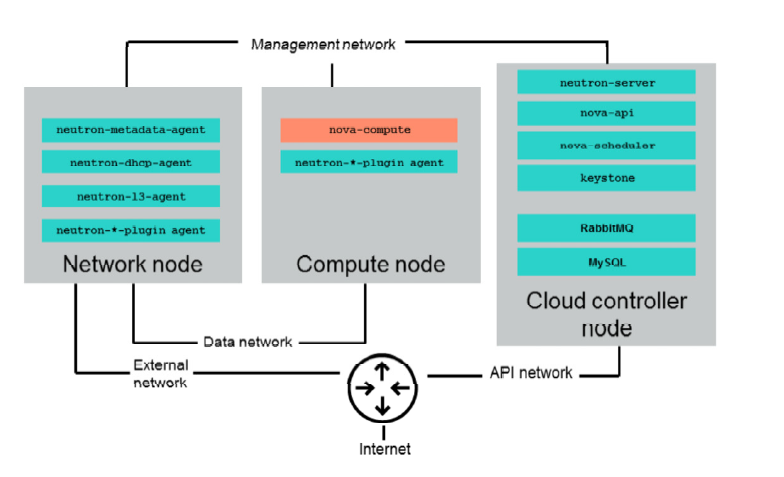 Management network
neutron-metadata-agent
neutron-dhcp-agent
neutron-l3-agent
neutron-*-plugin agent
Network node
nova-compute
neutron-*-plugin agent
Compute node
neutron-server
nova-api
nova-scheduler
keystone
RabbitMQ
MySQL
Cloud controller
node
Data network
External
network
API network
Internet